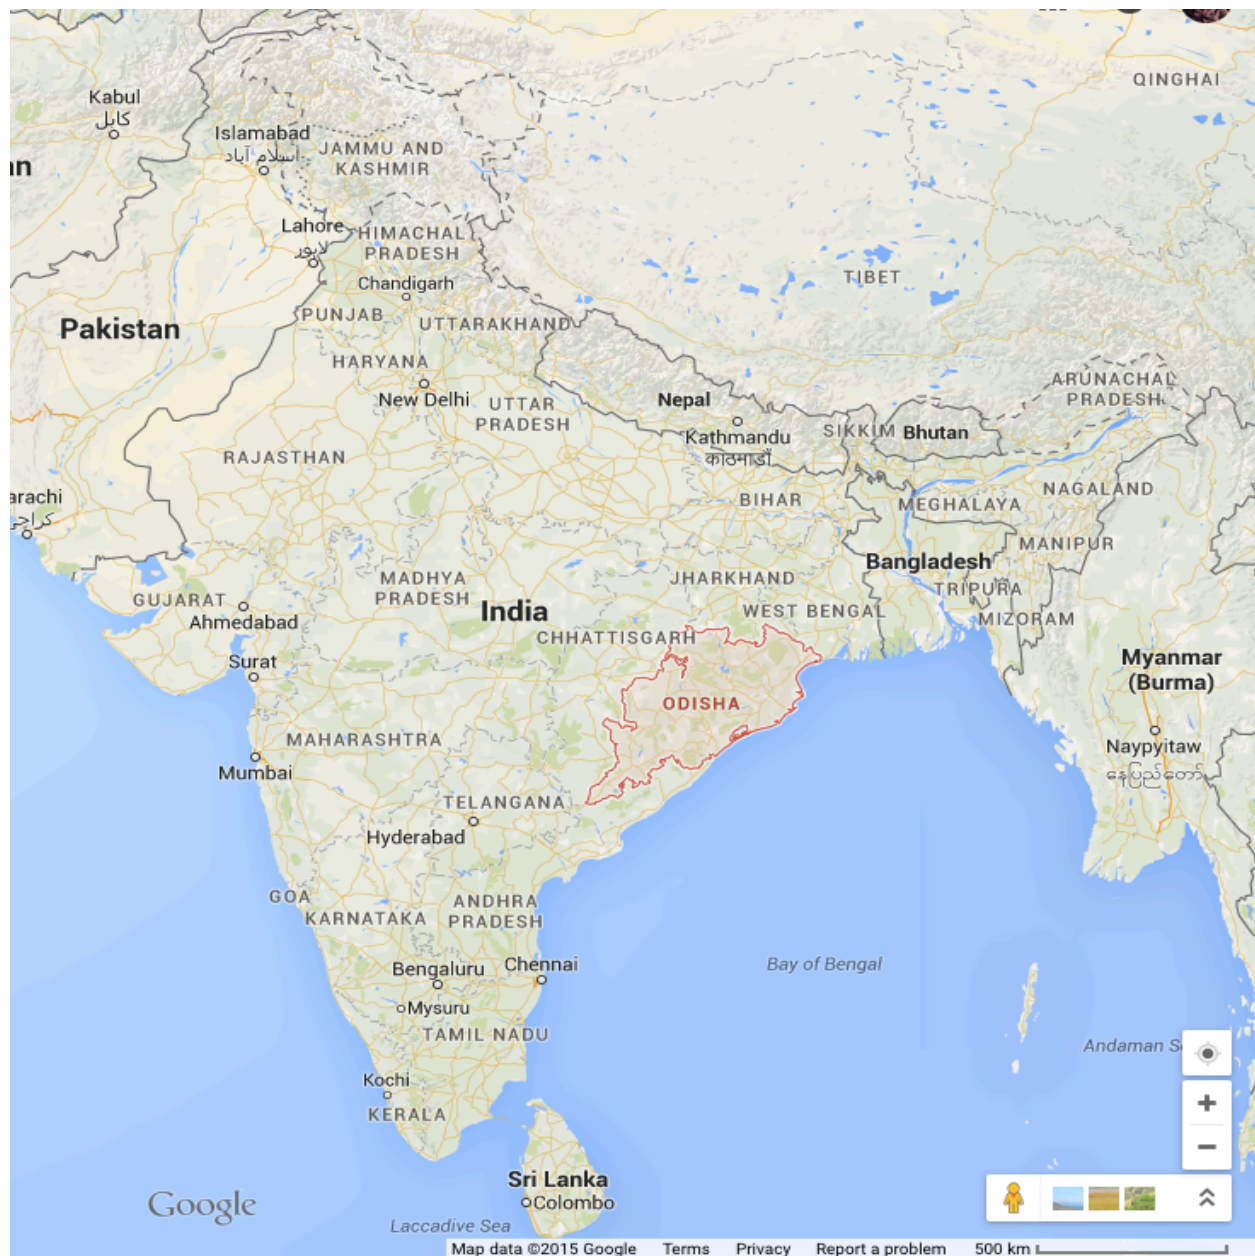 QINGHAI
Kabul
کابل
Islamabad
اسلام آباد
JAMMU AND
KASHMIR
an
Lahore
لاہور
HIMACHAL
PRADESH
TIBET
Chandigarh
PUNJAB
UTTARAKHAND
Pakistan
HARYANA
New Delhi
UTTAR
PRADESH
Nepal
Kathmandu
काठमाडौं
SIKKIM
Bhutan
ARUNACHAL
PRADESH
RAJASTHAN
BIHAR
MEGHALAYA
NAGALAND
arachi
كراچى
MANIPUR
Bangladesh
TRIPURA
MIZORAM
JHARKHAND
WEST BENGAL
MADHYA
PRADESH
India
GUJARAT
Ahmedabad
CHHATTISGARH
Surat
ODISHA
Myanmar
(Burma)
Naypyitaw
နေပြည်တော်
MAHARASHTRA
Mumbai
TELANGANA
Hyderabad
GOA
KARNATAKA
ANDHRA
PRADESH
Bengaluru
Chennai
Bay of Bengal
Mysuru
TAMIL NADU
Andaman S
Kochi
KERALA
Sri Lanka
Colombo
Google
Laccadive Sea
Map data ©2015 Google Terms Privacy Report a problem 500 km